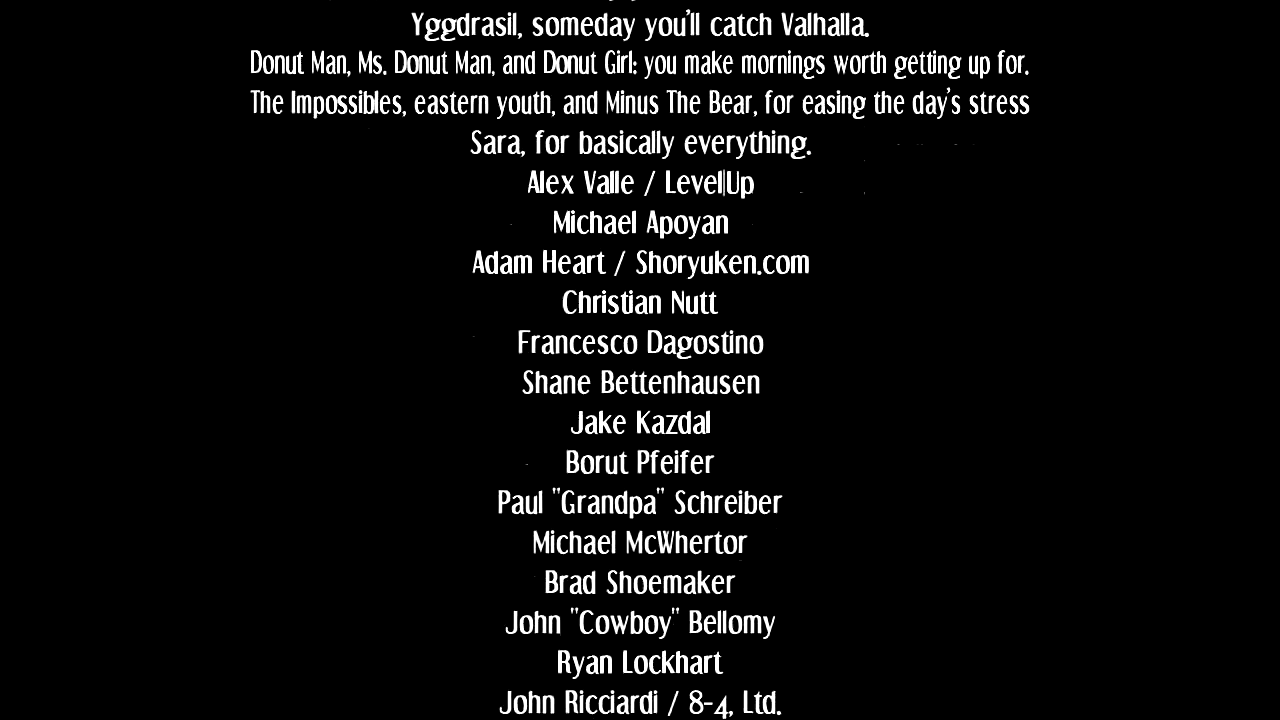 Yggdrasil, someday you'll catch Valhalla.
Donut Man, Ms. Donut Man, and Donut Girl: you make mornings worth getting up for.
The Impossibles, eastern youth, and Minus The Bear, for easing the day's stress
Sara, for basically everything.
Alex Valle / Level|Up
Michael Apoyan
Adam Heart / Shoryuken.com
Christian Nutt
Francesco Dagostino
Shane Bettenhausen
Jake Kazdal
Borut Pfeifer
Paul "Grandpa" Schreiber
Michael McWhertor
Brad Shoemaker
John "Cowboy" Bellomy
Ryan Lockhart
John Ricciardi / 8-4, Ltd.